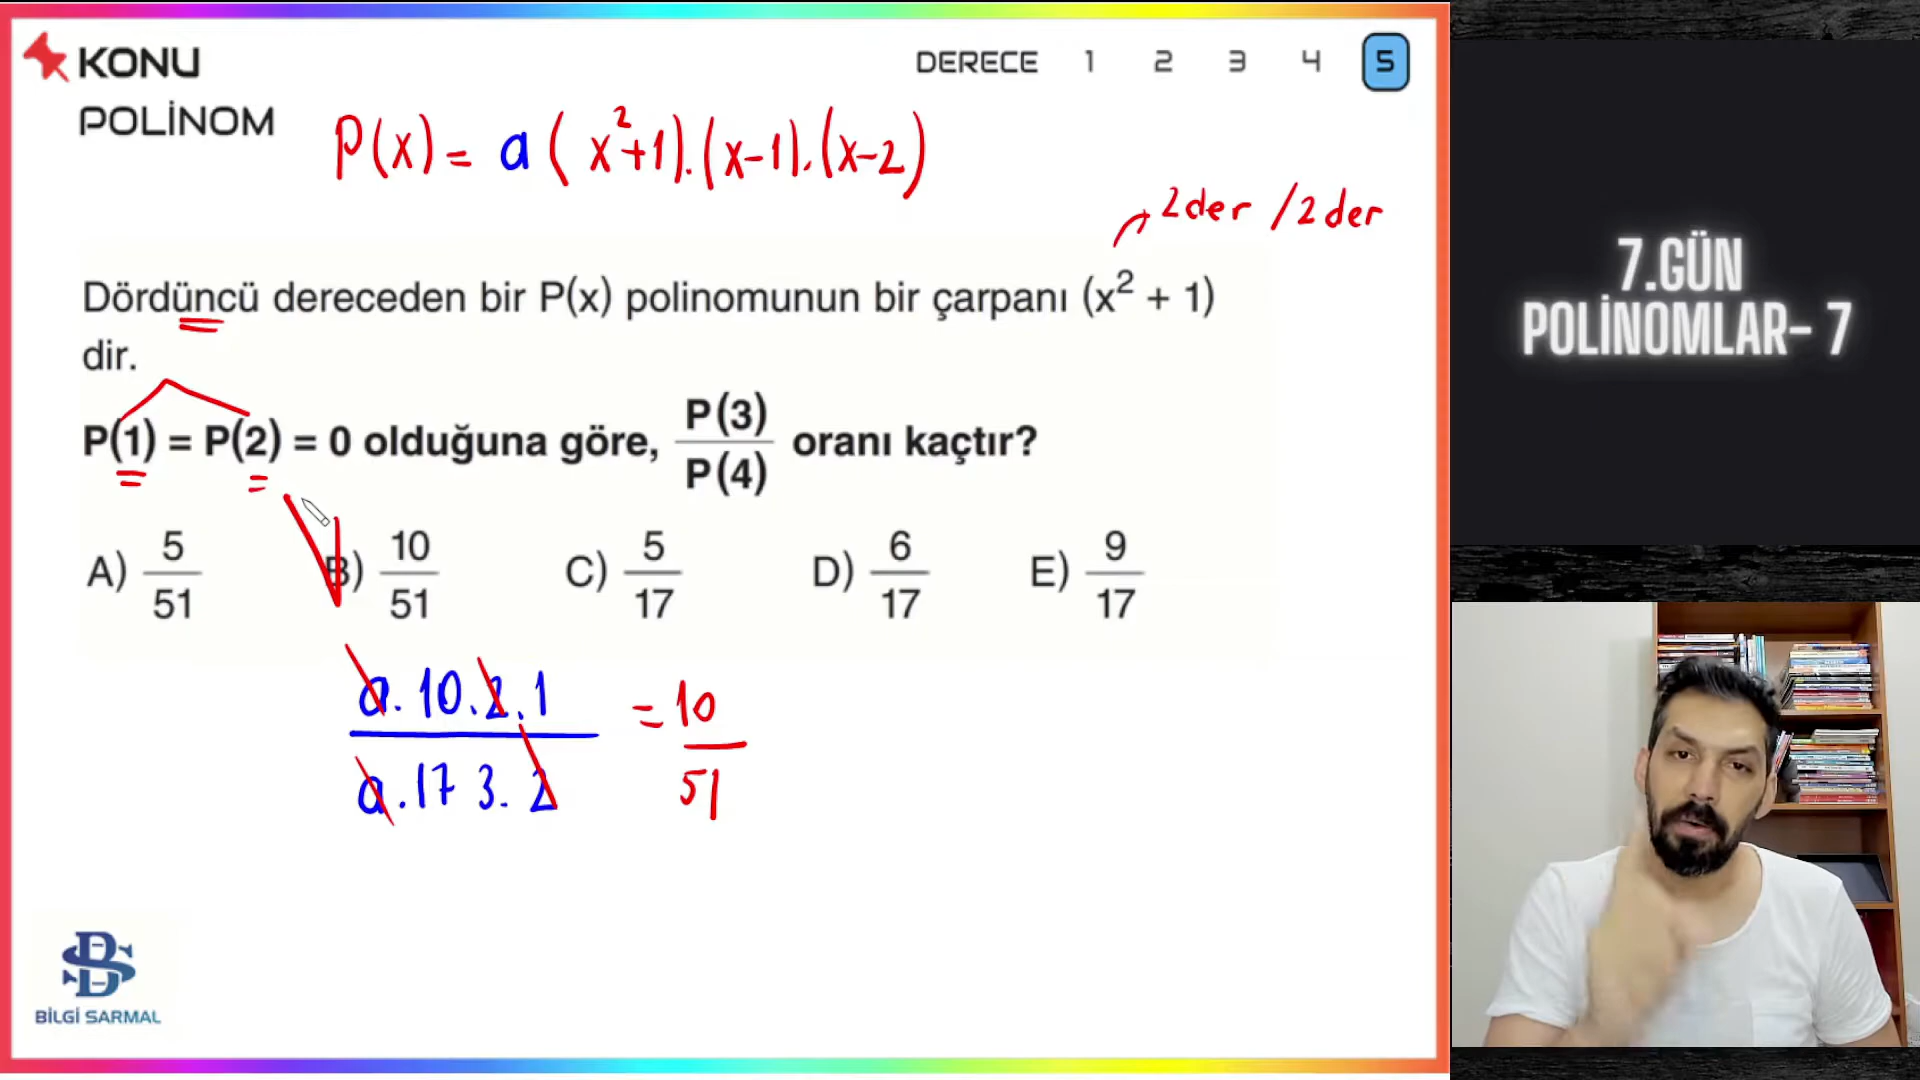 KONU
POLİNOM
DERECE 1 2 3 4 5
P(x) = a(x²+1).(x-1).(x-2)
2der / 2der
Dördüncü dereceden bir P(x) polinomunun bir çarpanı (x² + 1)
dir.
P(1) = P(2) = 0 olduğuna göre, P(3)/P(4) oranı kaçtır?
A) 5/51 B) 10/51 C) 5/17 D) 6/17 E) 9/17
a.10.2.1 / a.17 3.2 = 10/51
BİLGİ SARMAL
7.GÜN
POLİNOMLAR- 7